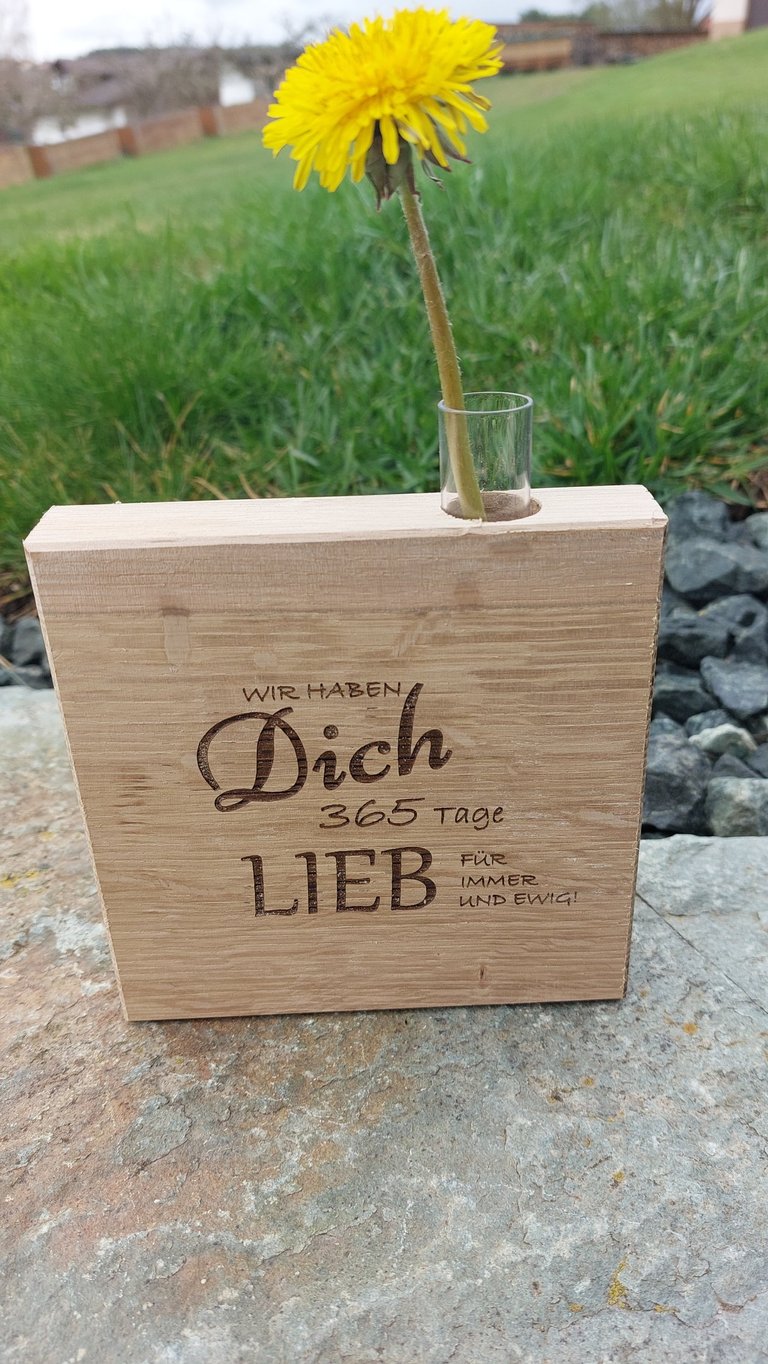 WIR HABEN
Dich
365 Tage
LIEB FÜR
IMMER
UND EWIG!